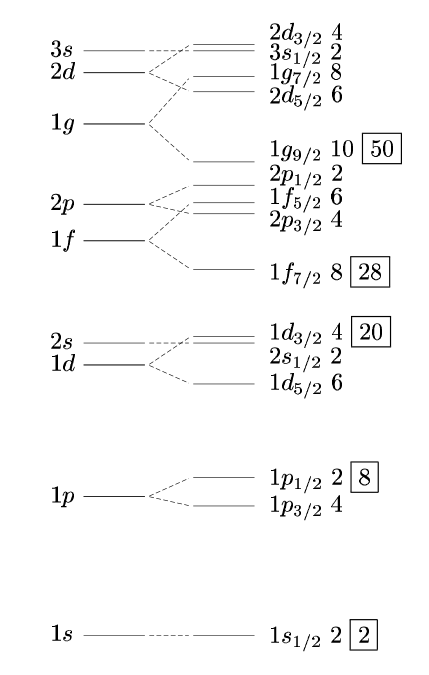 3s
2d
1g
2p
1f
2s
1d
1p
1s
2d_{3/2} 4
3s_{1/2} 2
1g_{7/2} 8
2d_{5/2} 6
1g_{9/2} 10 50
2p_{1/2} 2
1f_{5/2} 6
2p_{3/2} 4
1f_{7/2} 8 28
1d_{3/2} 4 20
2s_{1/2} 2
1d_{5/2} 6
1p_{1/2} 2 8
1p_{3/2} 4
1s_{1/2} 2 2